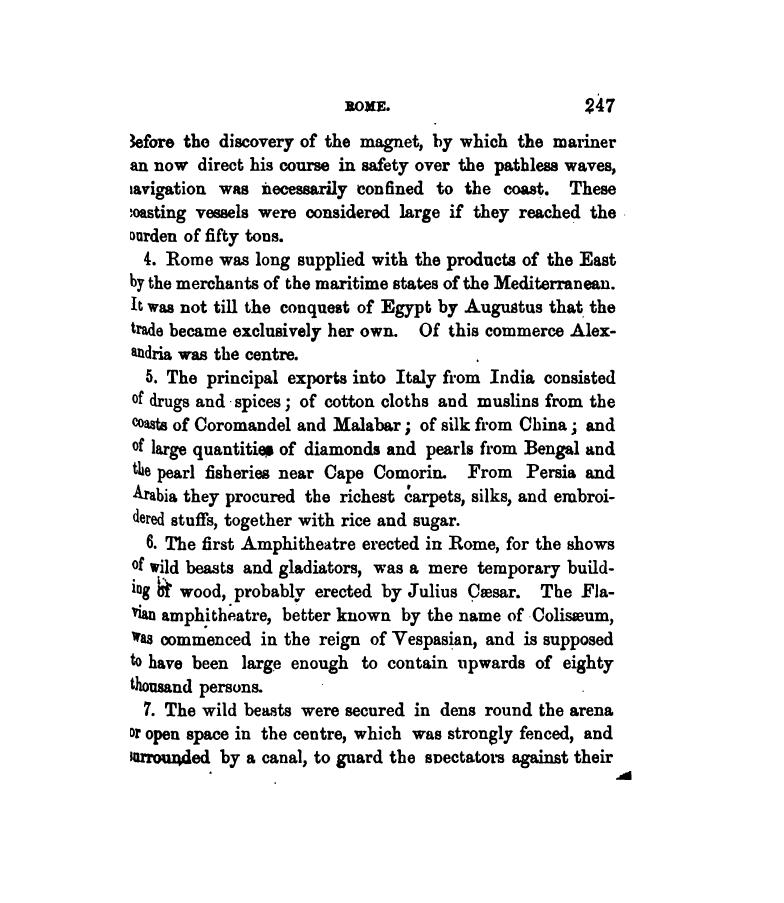 ROME. 247
Before the discovery of the magnet, by which the mariner
can now direct his course in safety over the pathless waves,
navigation was necessarily confined to the coast. These
coasting vessels were considered large if they reached the
burden of fifty tons.
4. Rome was long supplied with the products of the East
by the merchants of the maritime states of the Mediterranean.
It was not till the conquest of Egypt by Augustus that the
trade became exclusively her own. Of this commerce Alex-
andria was the centre.
5. The principal exports into Italy from India consisted
of drugs and spices; of cotton cloths and muslins from the
coasts of Coromandel and Malabar; of silk from China; and
of large quantities of diamonds and pearls from Bengal and
the pearl fisheries near Cape Comorin. From Persia and
Arabia they procured the richest carpets, silks, and embroi-
dered stuffs, together with rice and sugar.
6. The first Amphitheatre erected in Rome, for the shows
of wild beasts and gladiators, was a mere temporary build-
ing of wood, probably erected by Julius Cæsar. The Fla-
vian amphitheatre, better known by the name of Colisæum,
was commenced in the reign of Vespasian, and is supposed
to have been large enough to contain upwards of eighty
thousand persons.
7. The wild beasts were secured in dens round the arena
or open space in the centre, which was strongly fenced, and
surrounded by a canal, to guard the spectators against their